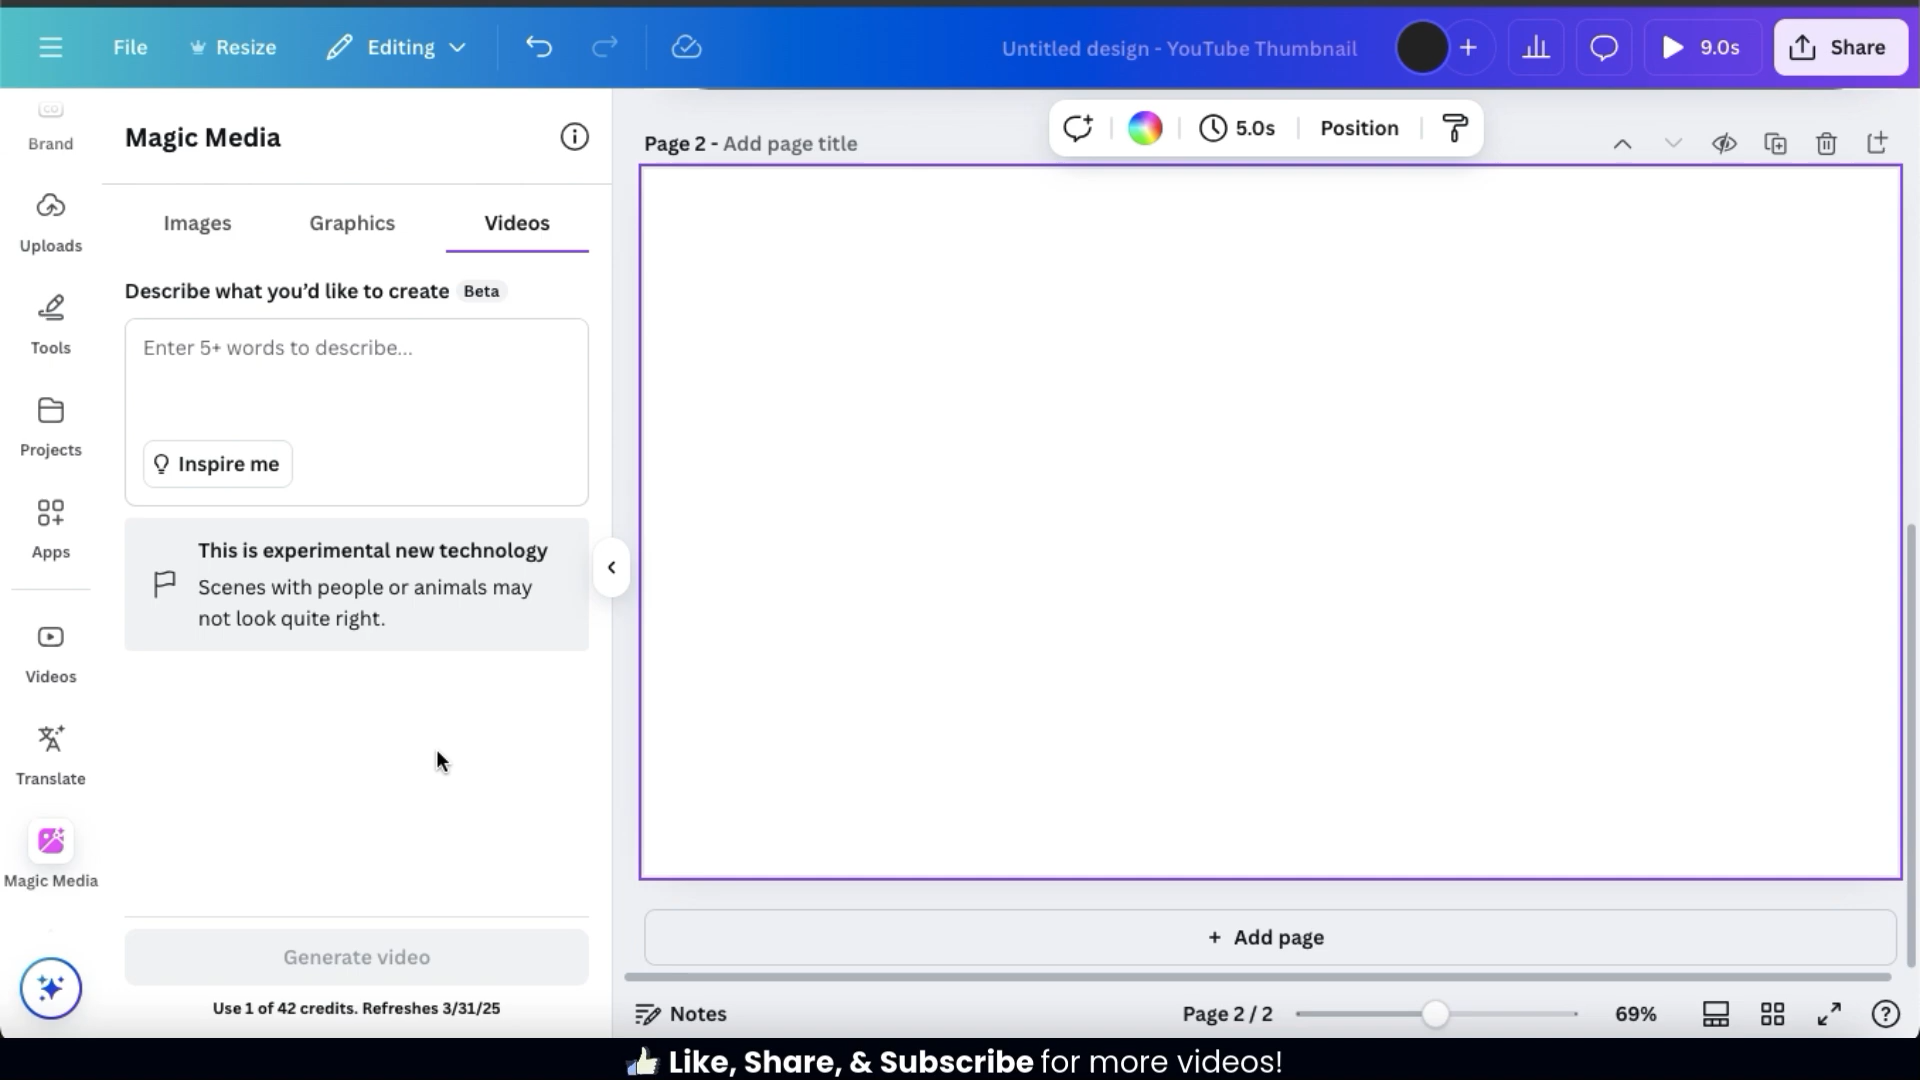 File
Resize
Editing
Untitled design - YouTube Thumbnail
9.0s
Share
Brand
Uploads
Tools
Projects
Apps
Videos
Translate
Magic Media
Magic Media
Images
Graphics
Videos
Describe what you'd like to create Beta
Enter 5+ words to describe...
Inspire me
This is experimental new technology
Scenes with people or animals may
not look quite right.
Generate video
Use 1 of 42 credits. Refreshes 3/31/25
Page 2 - Add page title
5.0s
Position
+ Add page
Notes
Page 2 / 2
69%
Like, Share, & Subscribe for more videos!